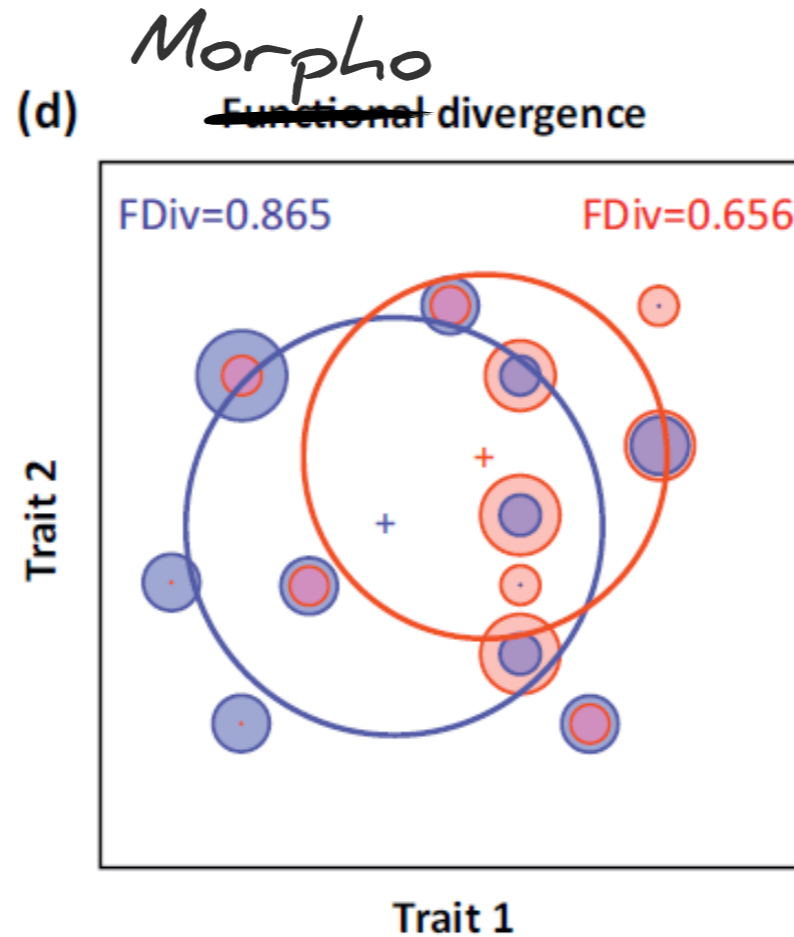 Morpho
(d) Functional divergence
FDiv=0.865 FDiv=0.656
Trait 2
Trait 1